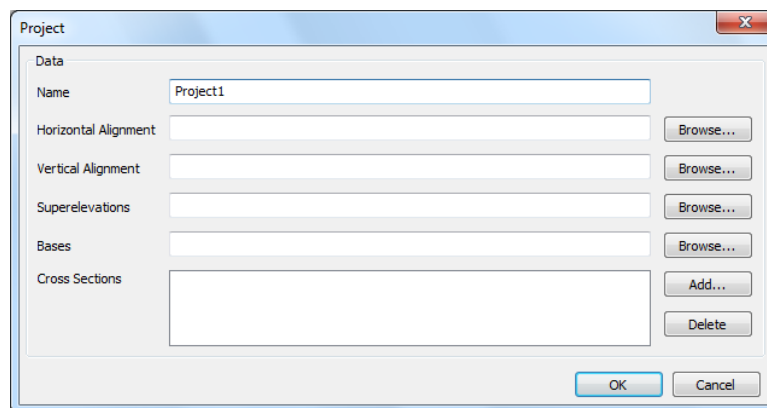 Project
Data
Name Project1
Horizontal Alignment Browse...
Vertical Alignment Browse...
Superelevations Browse...
Bases Browse...
Cross Sections Add...
Delete
OK Cancel